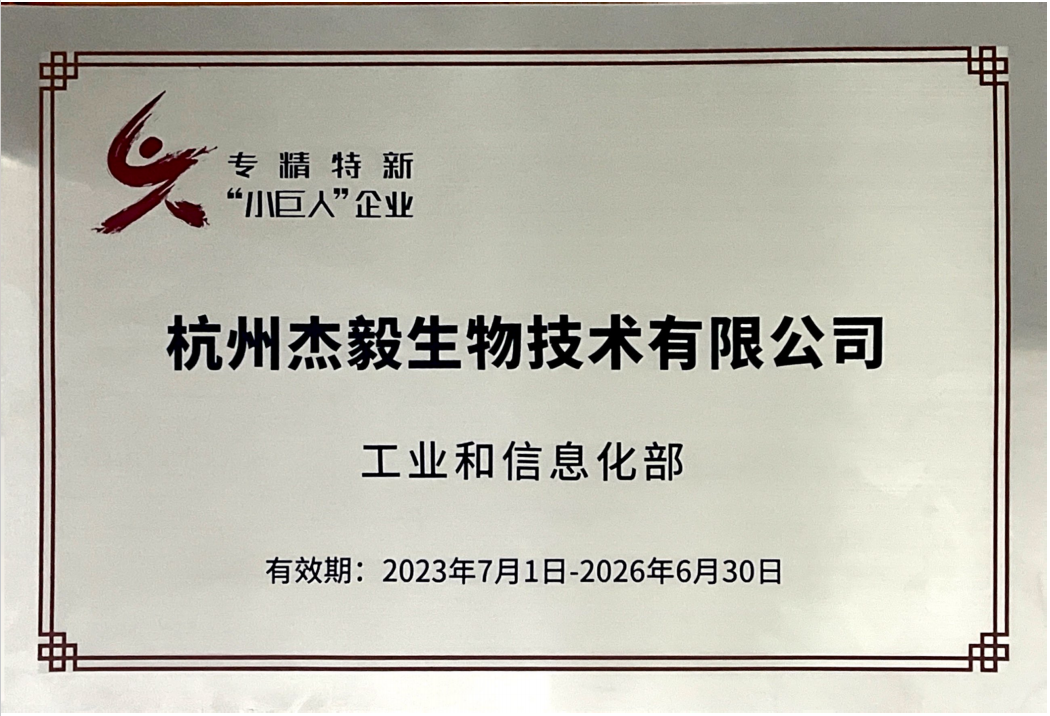 专精特新
“小巨人”企业
杭州杰毅生物技术有限公司
工业和信息化部
有效期：2023年7月1日-2026年6月30日